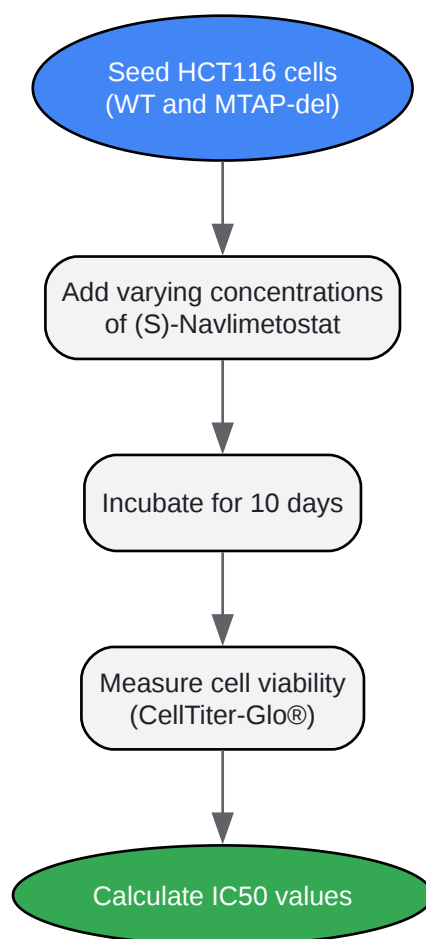 Seed HCT116 cells
(WT and MTAP-del)
Add varying concentrations
of (S)-Navlimetostat
Incubate for 10 days
Measure cell viability
(CellTiter-Glo®)
Calculate IC50 values